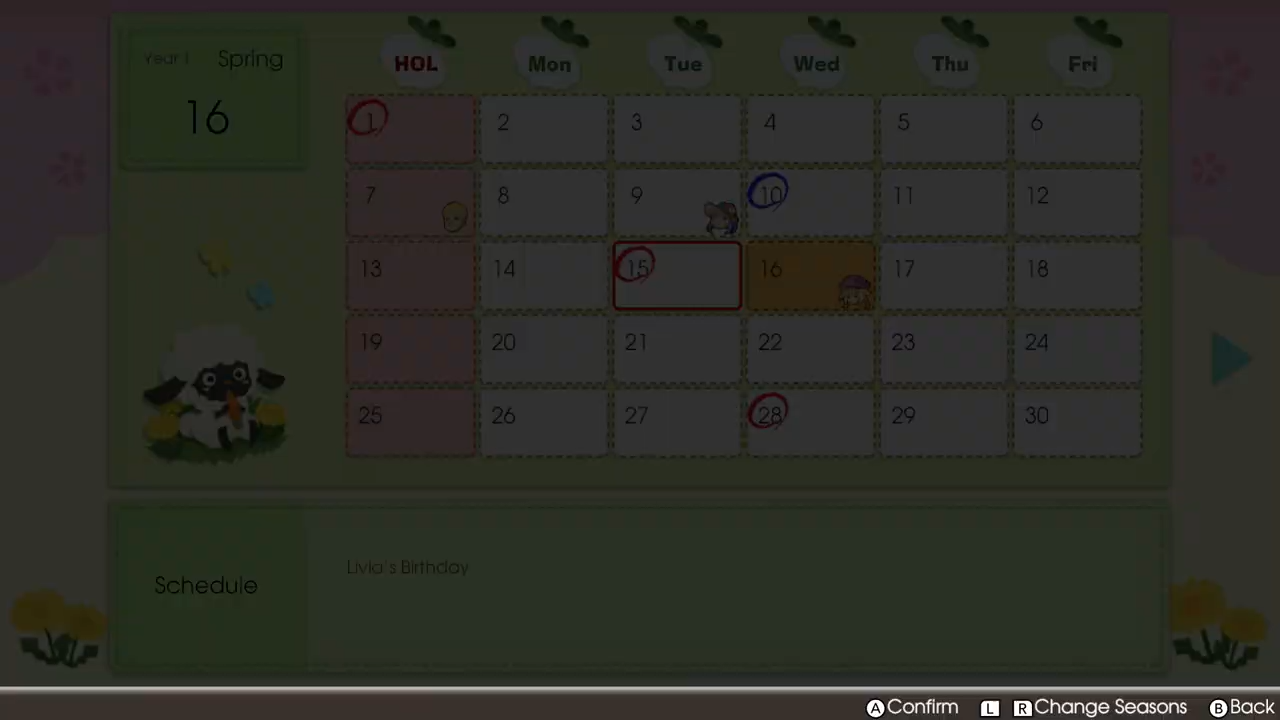 Year 1 Spring
16
HOL Mon Tue Wed Thu Fri
1 2 3 4 5 6
7 8 9 10 11 12
13 14 15 16 17 18
19 20 21 22 23 24
25 26 27 28 29 30
Schedule
Livia's Birthday
A Confirm L R Change Seasons B Back